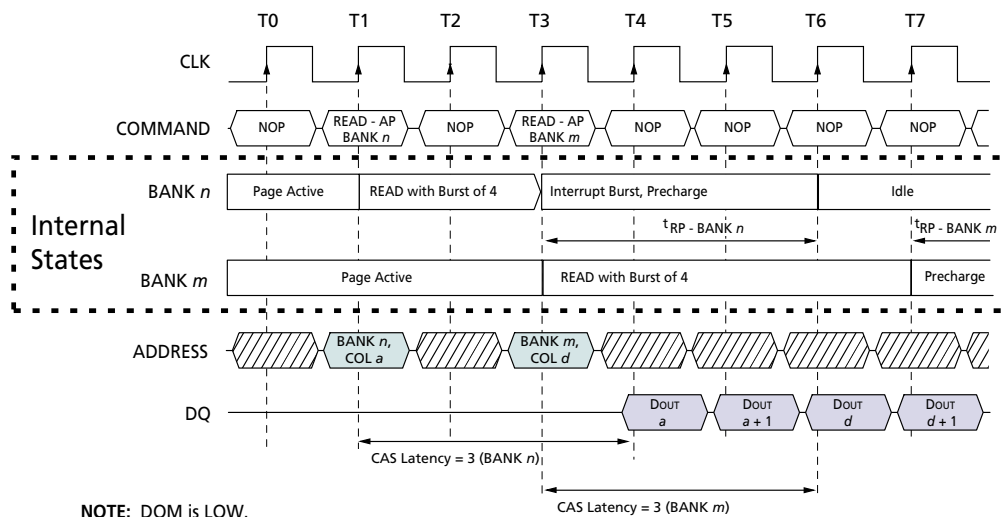 T0 T1 T2 T3 T4 T5 T6 T7
CLK
COMMAND NOP READ - AP BANK n NOP READ - AP BANK m NOP NOP NOP NOP
Internal States
BANK n Page Active READ with Burst of 4 Interrupt Burst, Precharge Idle
tRP - BANK n tRP - BANK m
BANK m Page Active READ with Burst of 4 Precharge
ADDRESS BANK n, COL a BANK m, COL d
DQ DOUT a DOUT a + 1 DOUT d DOUT d + 1
CAS Latency = 3 (BANK n)
CAS Latency = 3 (BANK m)
NOTE: DQM is LOW.